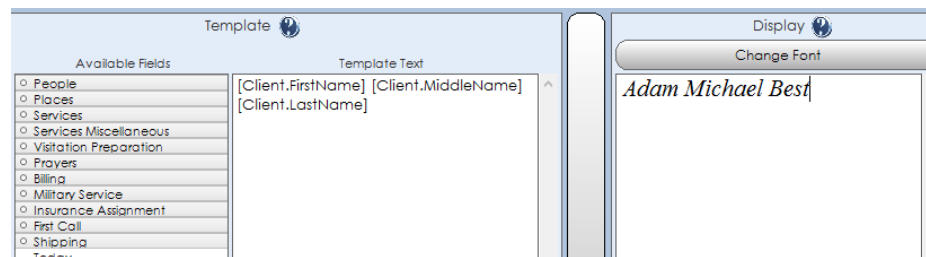 Template
Available Fields
Template Text
People
Places
Services
Services Miscellaneous
Visitation Preparation
Prayers
Billing
Military Service
Insurance Assignment
First Call
Shipping
Today
[Client.FirstName] [Client.MiddleName]
[Client.LastName]
Display
Change Font
Adam Michael Best